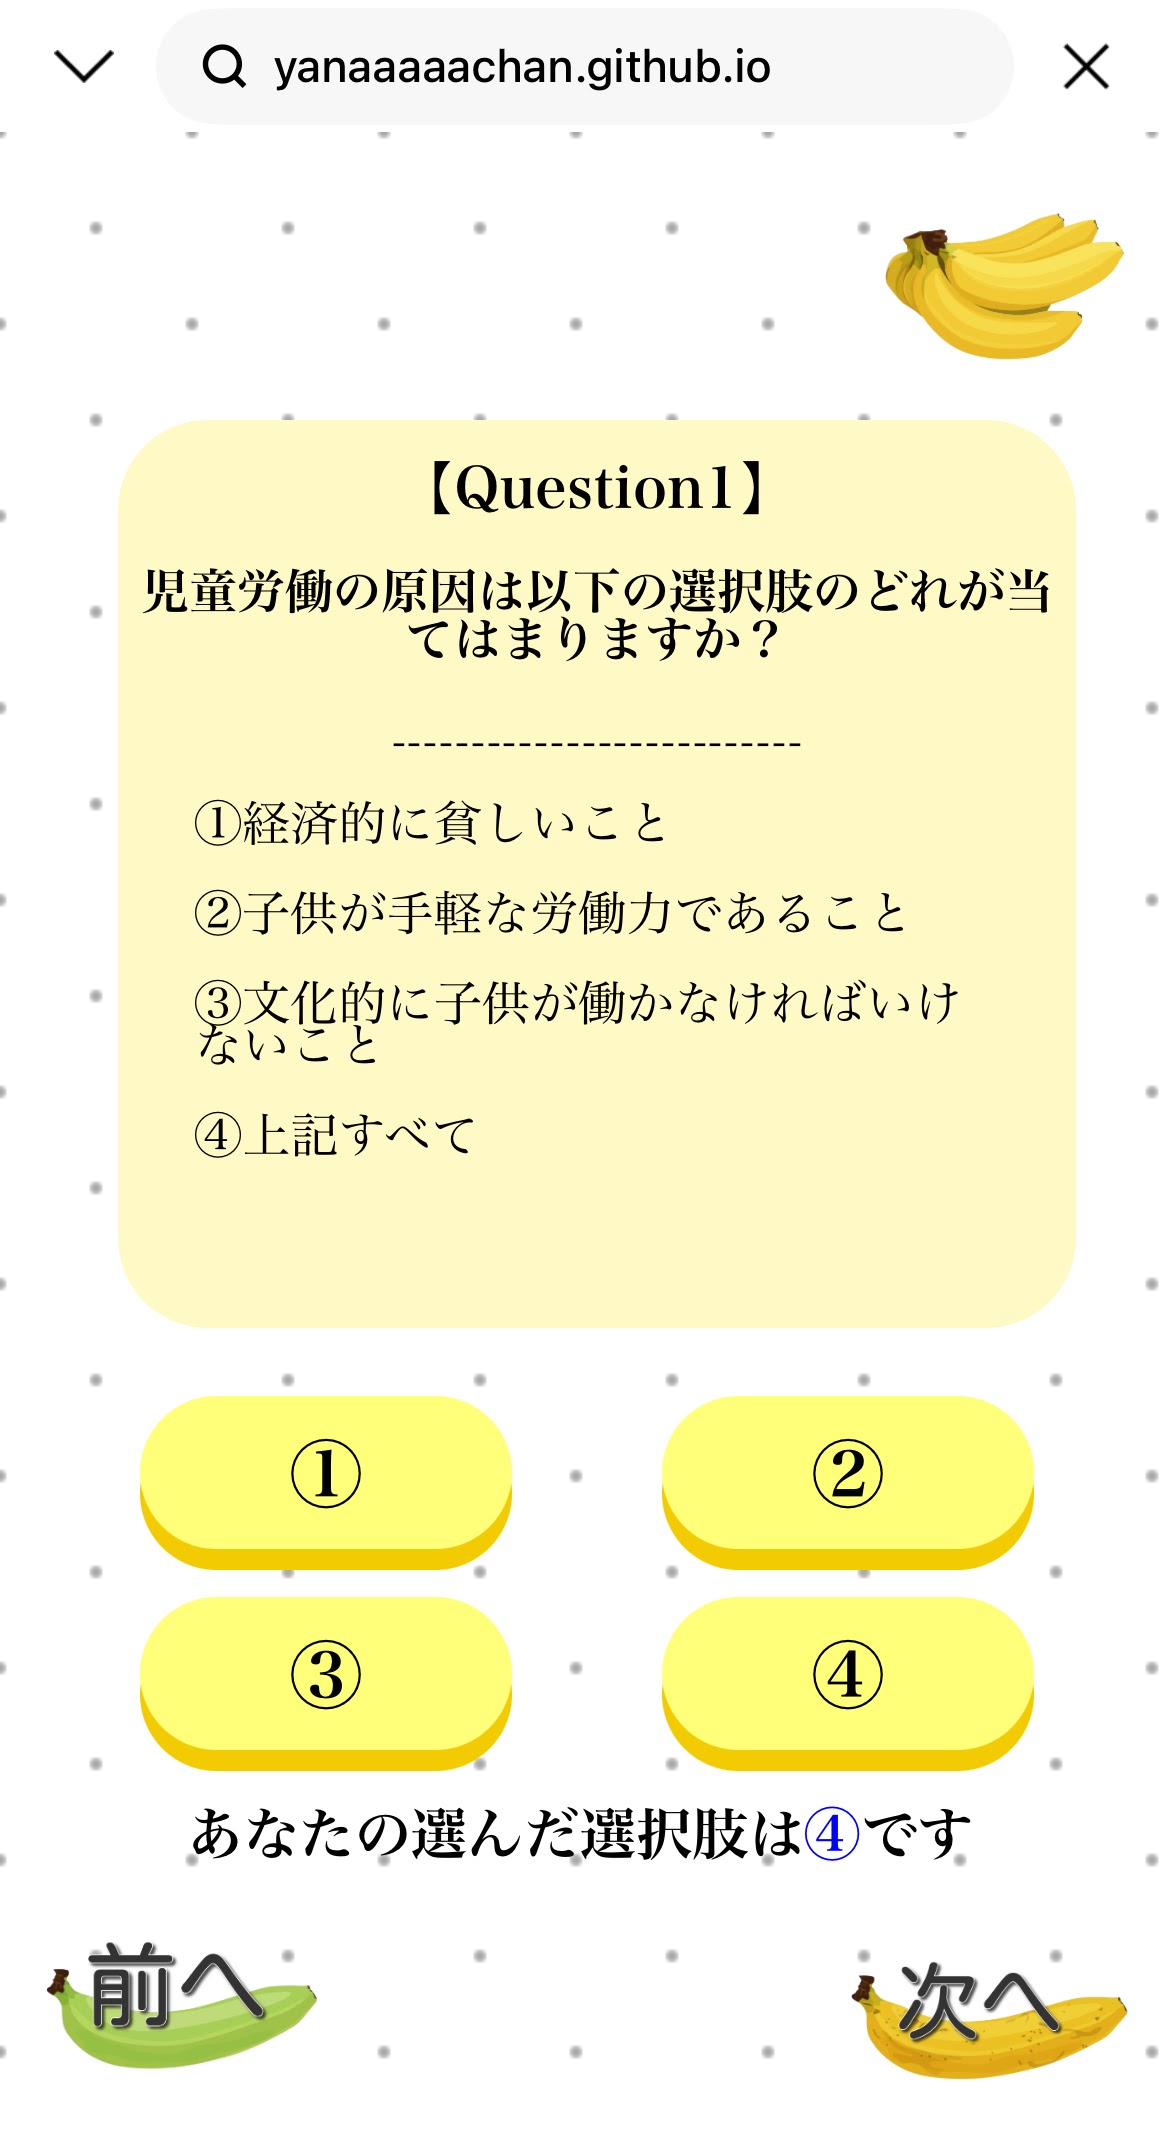 yanaaaaachan.github.io
【Question1】
児童労働の原因は以下の選択肢のどれが当
てはまりますか？
--------------------------
①経済的に貧しいこと
②子供が手軽な労働力であること
③文化的に子供が働かなければいけ
ないこと
④上記すべて
①
②
③
④
あなたの選んだ選択肢は④です
前へ
次へ